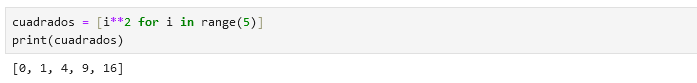 cuadrados = [i**2 for i in range(5)]
print(cuadrados)
[0, 1, 4, 9, 16]